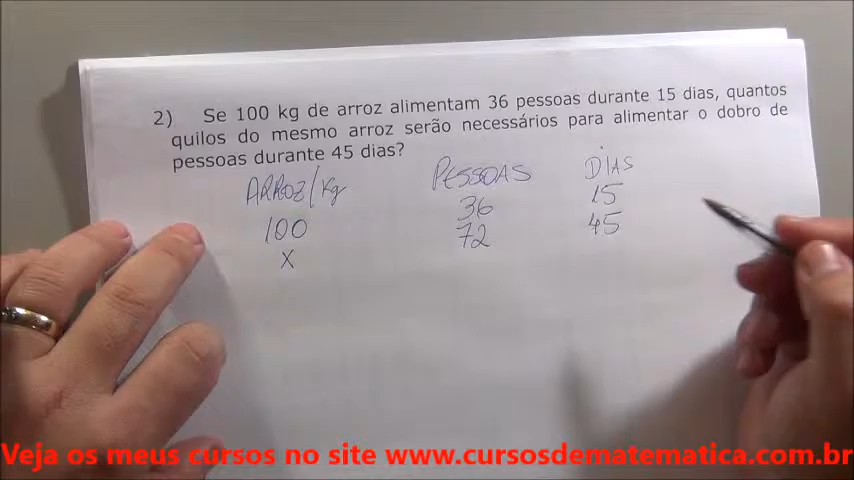 2) Se 100 kg de arroz alimentam 36 pessoas durante 15 dias, quantos
quilos do mesmo arroz serão necessários para alimentar o dobro de
pessoas durante 45 dias?
ARROZ/Kg PESSOAS DIAS
100 36 15
X 72 45
Veja os meus cursos no site www.cursosdematematica.com.br